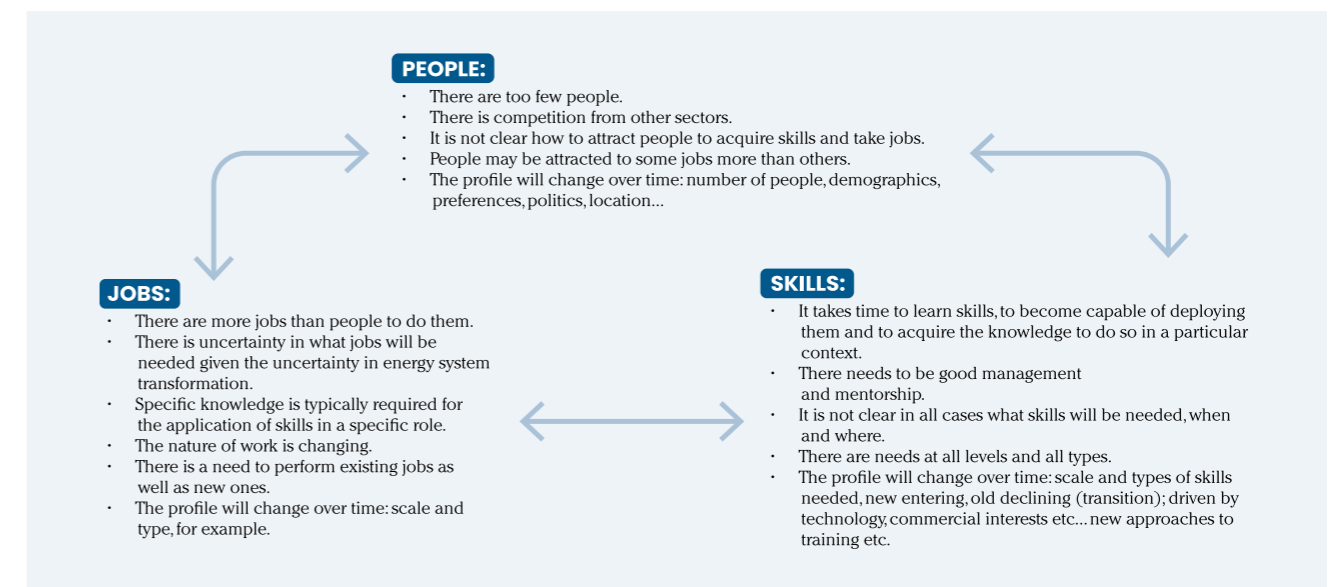 PEOPLE:
· There are too few people.
· There is competition from other sectors.
· It is not clear how to attract people to acquire skills and take jobs.
· People may be attracted to some jobs more than others.
· The profile will change over time: number of people, demographics,
preferences, politics, location...
JOBS:
· There are more jobs than people to do them.
· There is uncertainty in what jobs will be
needed given the uncertainty in energy system
transformation.
· Specific knowledge is typically required for
the application of skills in a specific role.
· The nature of work is changing.
· There is a need to perform existing jobs as
well as new ones.
· The profile will change over time: scale and
type, for example.
SKILLS:
· It takes time to learn skills, to become capable of deploying
them and to acquire the knowledge to do so in a particular
context.
· There needs to be good management
and mentorship.
· It is not clear in all cases what skills will be needed, when
and where.
· There are needs at all levels and all types.
· The profile will change over time: scale and types of skills
needed, new entering, old declining (transition); driven by
technology, commercial interests etc... new approaches to
training etc.